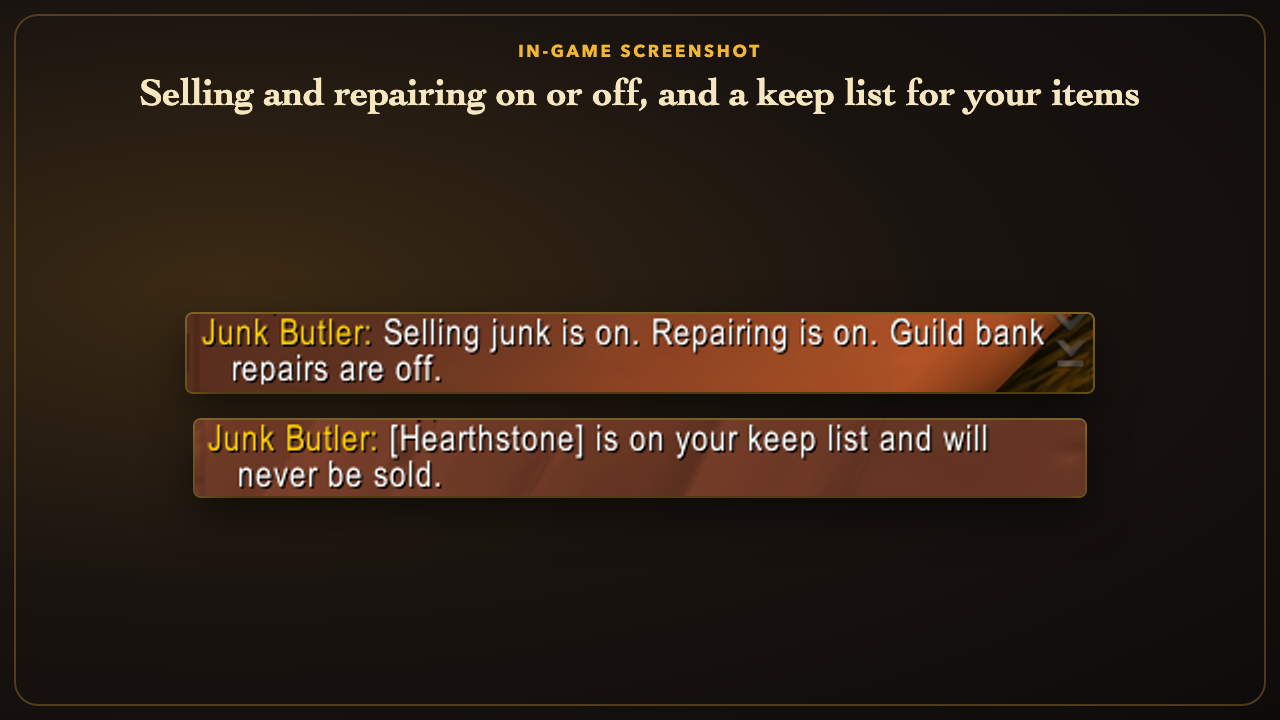 IN-GAME SCREENSHOT
Selling and repairing on or off, and a keep list for your items
Junk Butler: Selling junk is on. Repairing is on. Guild bank
repairs are off.
Junk Butler: [Hearthstone] is on your keep list and will
never be sold.